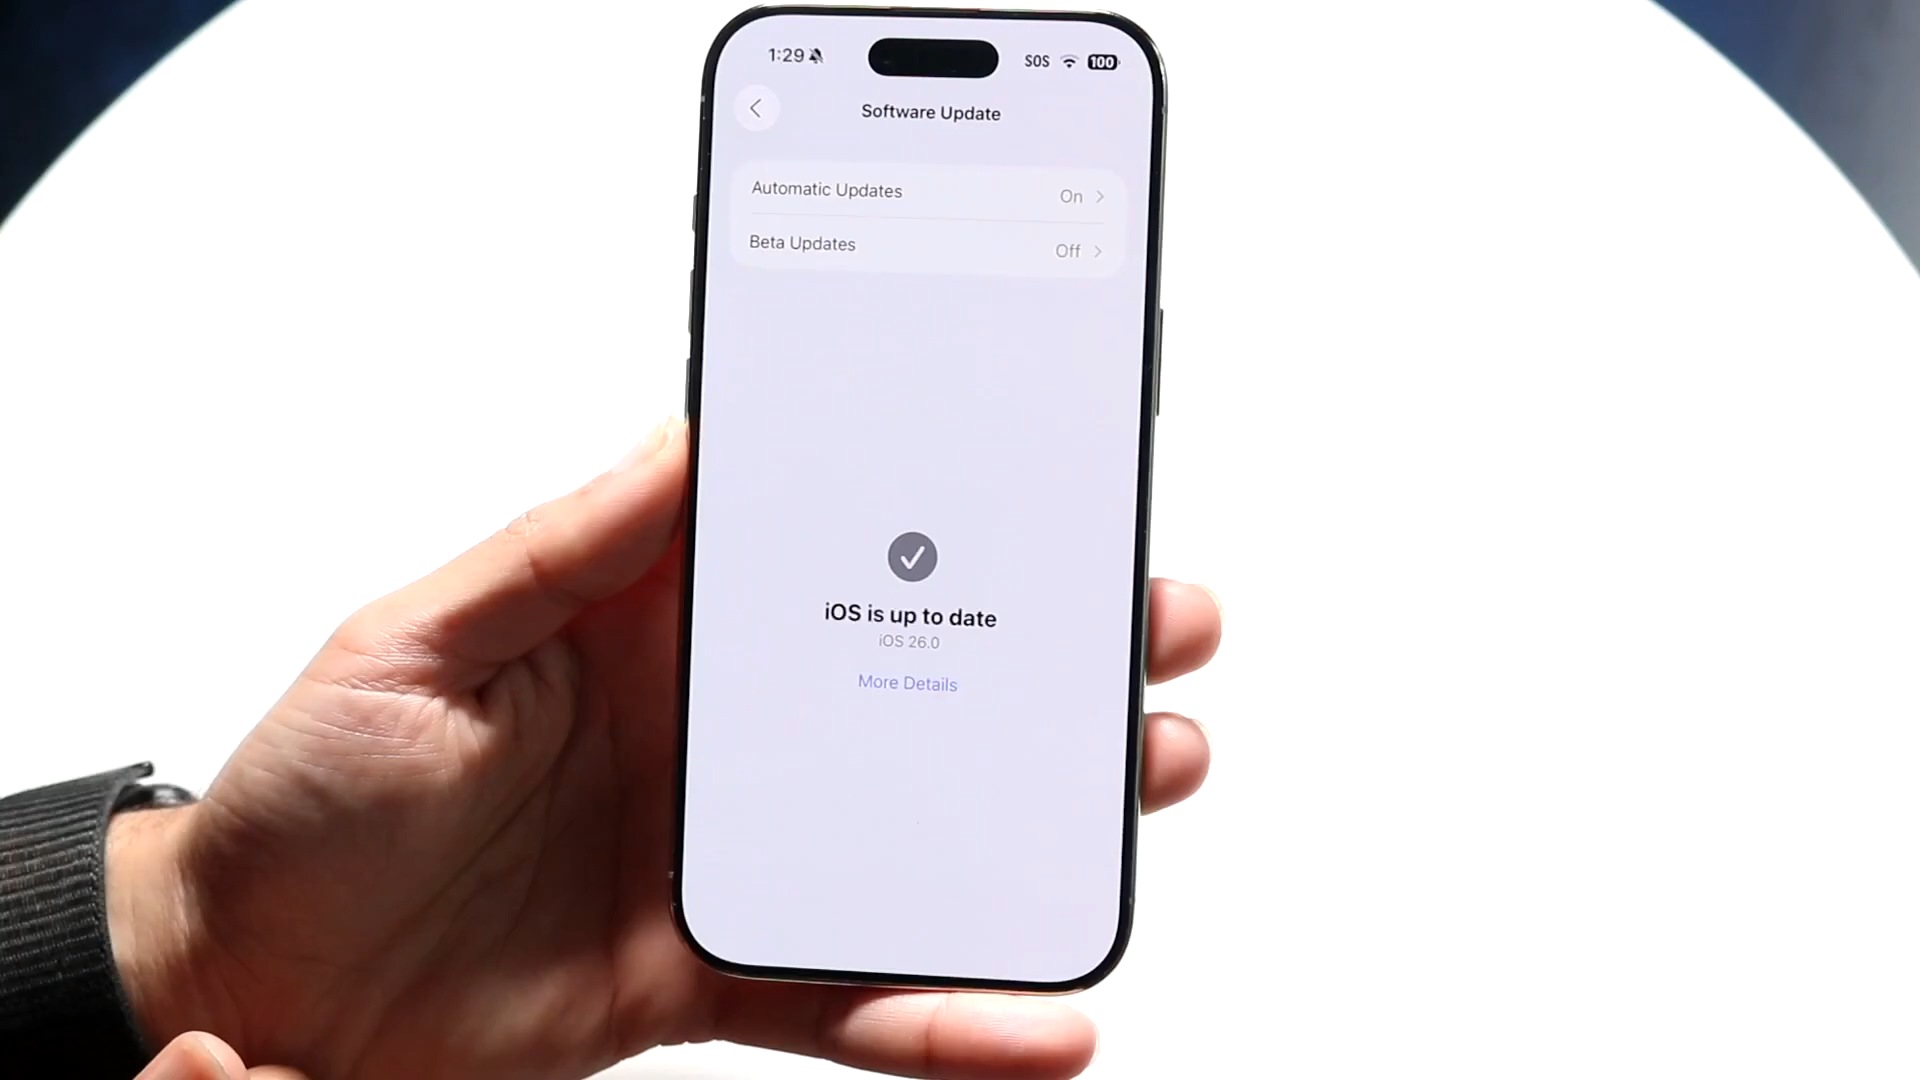 1:29
SOS 100
Software Update
Automatic Updates On
Beta Updates Off
iOS is up to date
iOS 26.0
More Details